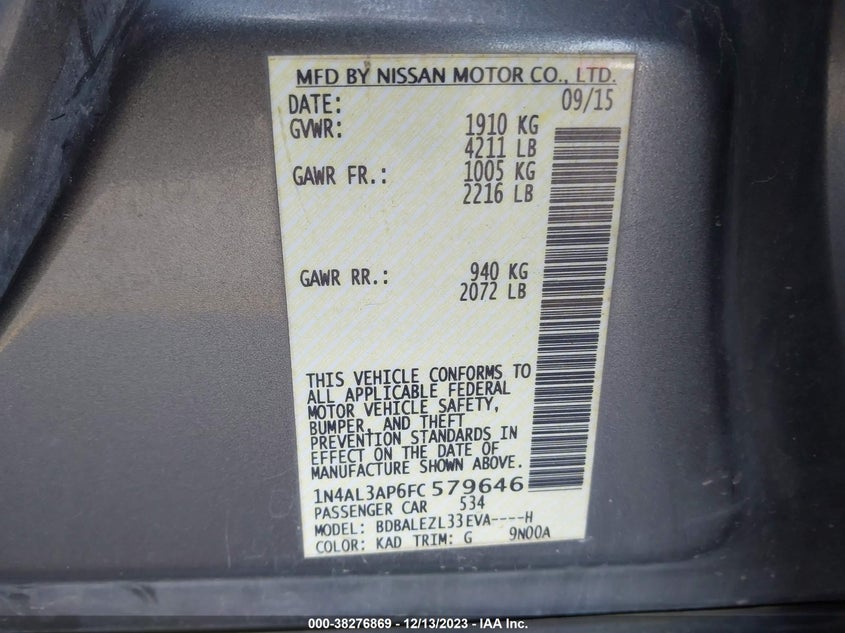 MFD BY NISSAN MOTOR CO., LTD.
DATE: 09/15
GVWR: 1910 KG
4211 LB
GAWR FR.: 1005 KG
2216 LB
GAWR RR.: 940 KG
2072 LB
THIS VEHICLE CONFORMS TO
ALL APPLICABLE FEDERAL
MOTOR VEHICLE SAFETY,
BUMPER, AND THEFT
PREVENTION STANDARDS IN
EFFECT ON THE DATE OF
MANUFACTURE SHOWN ABOVE.
1N4AL3AP6FC 579646
PASSENGER CAR 534
MODEL: BDBALEZL33EVA----H
COLOR: KAD TRIM: G 9N00A
000-38276869 - 12/13/2023 - IAA Inc.